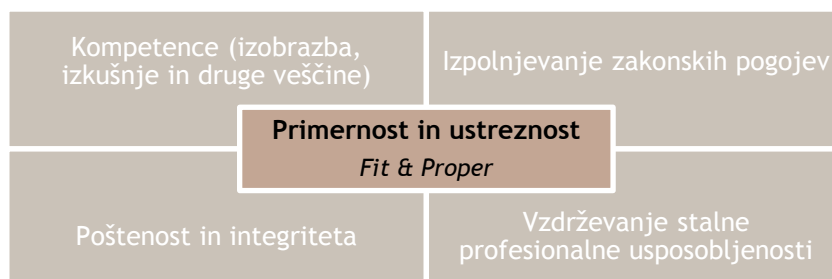 Kompetence (izobrazba,
izkušnje in druge veščine)
Izpolnjevanje zakonskih pogojev
Primernost in ustreznost
Fit & Proper
Poštenost in integriteta
Vzdrževanje stalne
profesionalne usposobljenosti